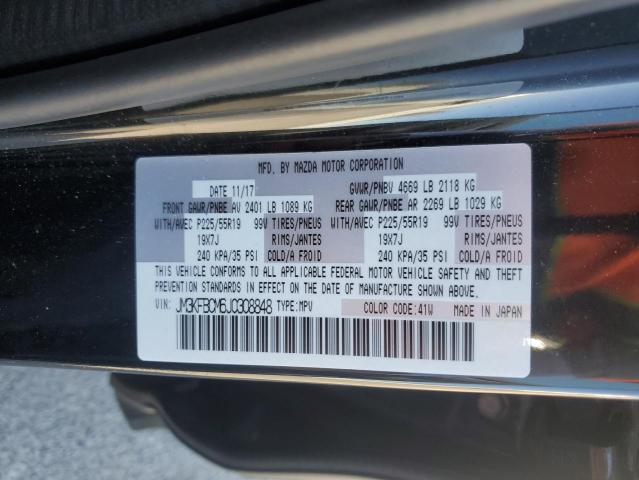 MFD. BY MAZDA MOTOR CORPORATION
DATE 11/17 GVWR/PNBV 4669 LB 2118 KG
FRONT GAWR/PNBE AV 2401 LB 1089 KG REAR GAWR/PNBE AR 2269 LB 1029 KG
WITH/AVEC P225/55R19 99V TIRES/PNEUS WITH/AVEC P225/55R19 99V TIRES/PNEUS
19X7J RIMS/JANTES 19X7J RIMS/JANTES
240 KPA/35 PSI COLD/A FROID 240 KPA/35 PSI COLD/A FROID
THIS VEHICLE CONFORMS TO ALL APPLICABLE FEDERAL MOTOR VEHICLE SAFETY AND THEFT
PREVENTION STANDARDS IN EFFECT ON THE DATE OF MANUFACTURE SHOWN ABOVE.
VIN: JM3KFBCM6J0308848 TYPE:MPV COLOR CODE:41W MADE IN JAPAN